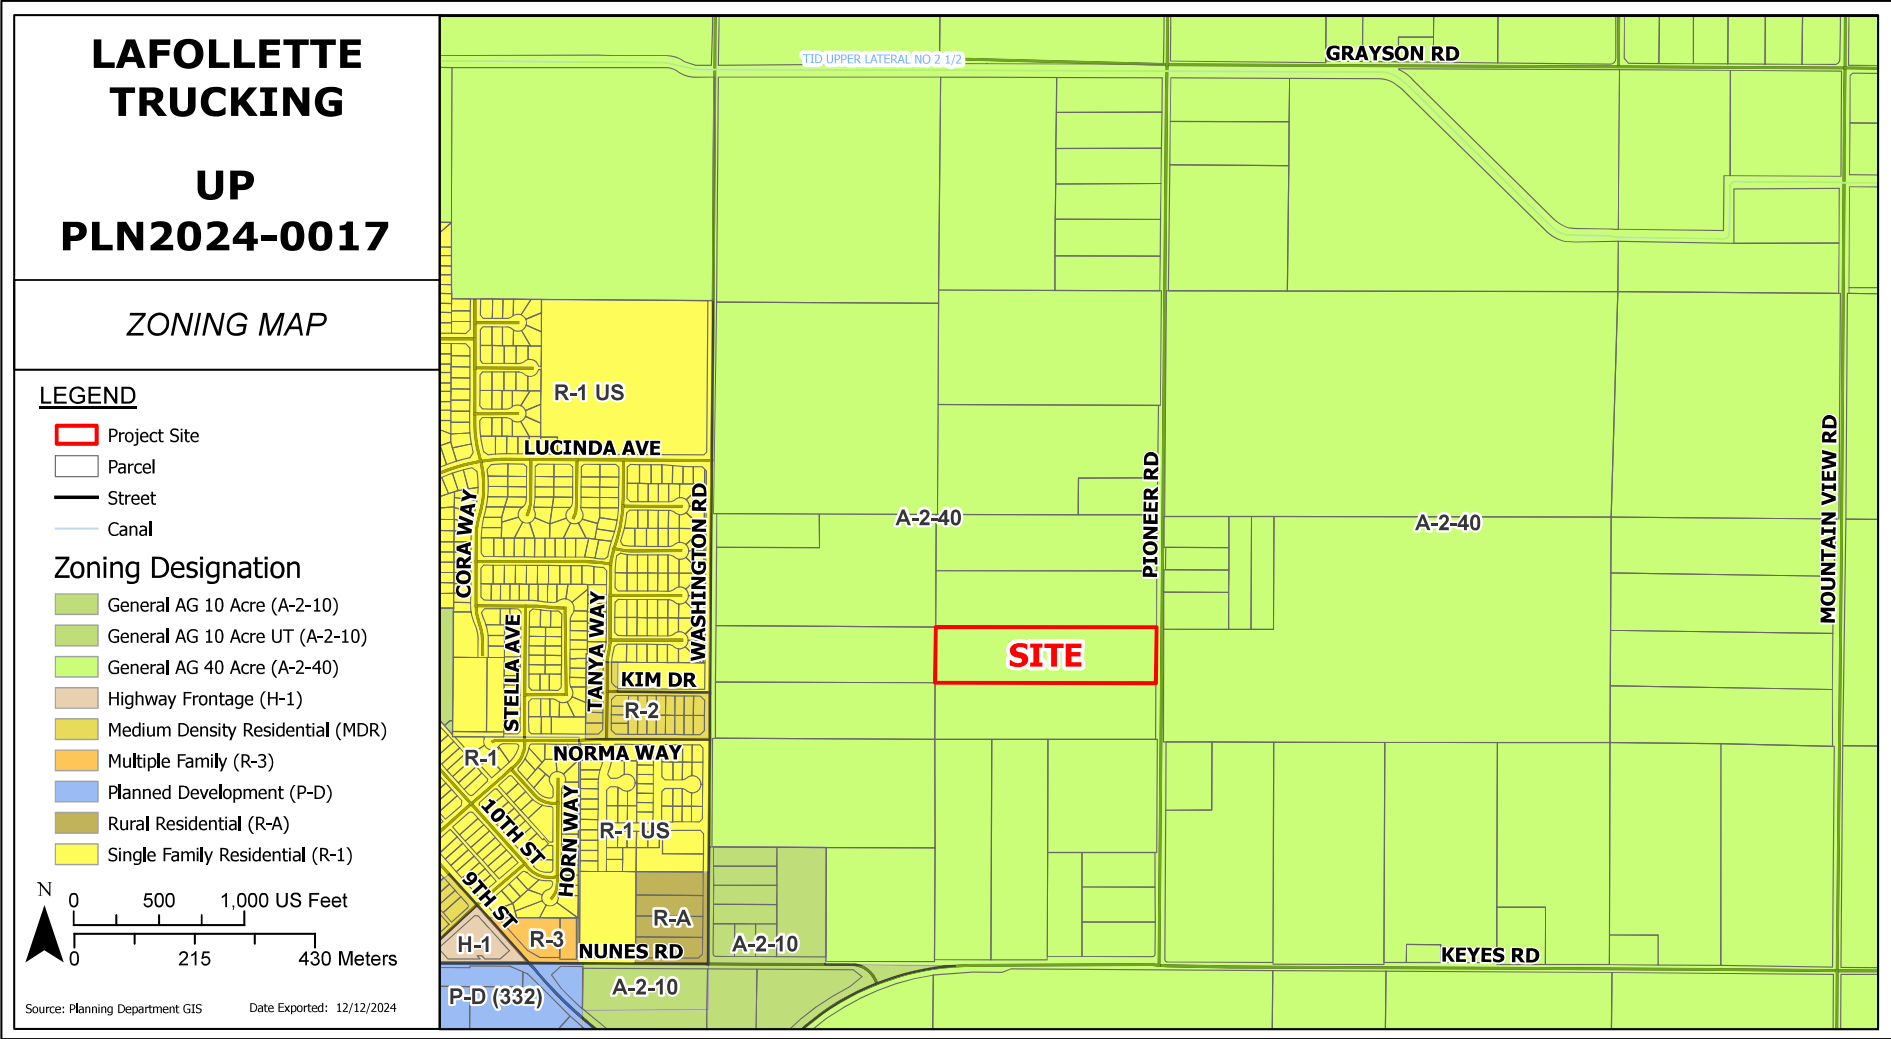 LAFOLLETTE
TRUCKING
UP
PLN2024-0017
ZONING MAP
LEGEND
Project Site
Parcel
Street
Canal
Zoning Designation
General AG 10 Acre (A-2-10)
General AG 10 Acre UT (A-2-10)
General AG 40 Acre (A-2-40)
Highway Frontage (H-1)
Medium Density Residential (MDR)
Multiple Family (R-3)
Planned Development (P-D)
Rural Residential (R-A)
Single Family Residential (R-1)
N
0 500 1,000 US Feet
0 215 430 Meters
Source: Planning Department GIS Date Exported: 12/12/2024
TID UPPER LATERAL NO 2 1/2
GRAYSON RD
R-1 US
LUCINDA AVE
CORA WAY
WASHINGTON RD
PIONEER RD
MOUNTAIN VIEW RD
A-2-40
A-2-40
STELLA AVE
TANYA WAY
SITE
KIM DR
R-2
R-1
NORMA WAY
10TH ST
HORN WAY
R-1 US
9TH ST
R-A
H-1
R-3
NUNES RD
A-2-10
KEYES RD
P-D (332)
A-2-10